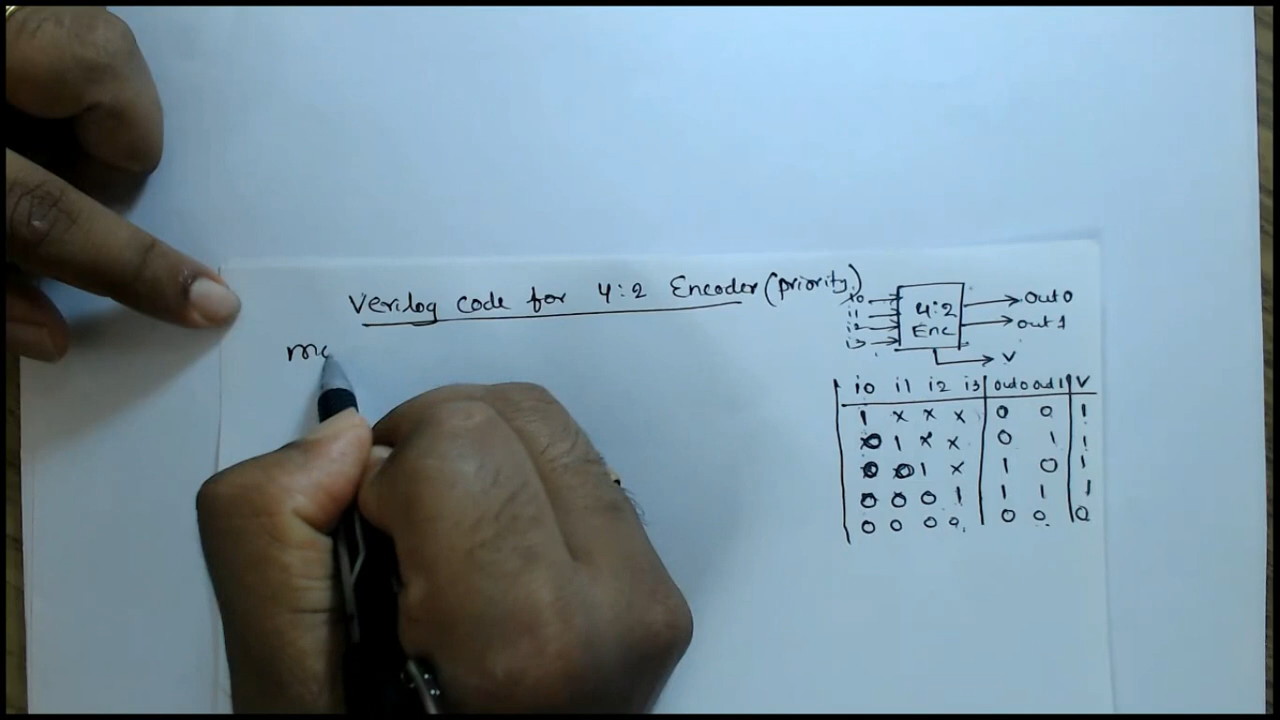 Verilog code for 4:2 Encoder (priority)
mo
i0
i1
i2
i3
4:2
Enc
Out0
out1
V
i0 i1 i2 i3 out0 out1 V
1 x x x 0 0 1
0 1 x x 0 1 1
0 0 1 x 1 0 1
0 0 0 1 1 1 1
0 0 0 0 0 0 0